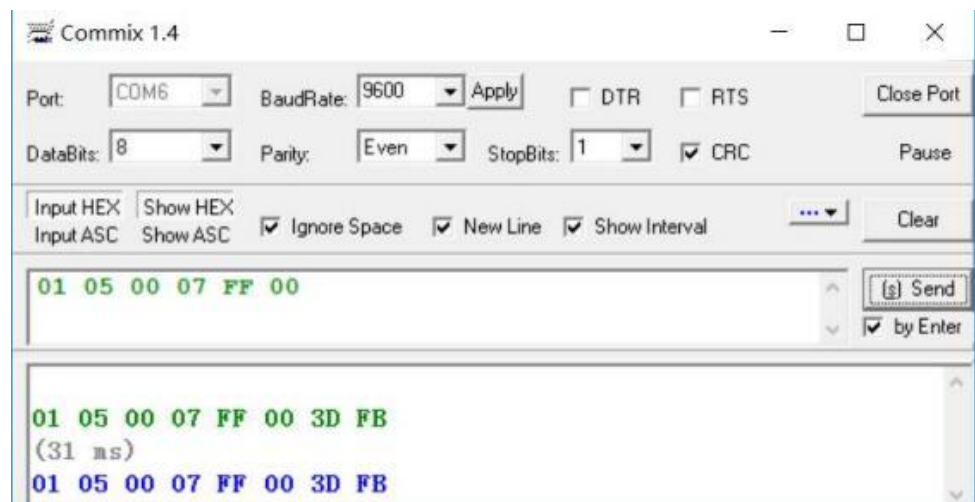 Commix 1.4
Port: COM6 BaudRate: 9600 Apply DTR RTS Close Port
DataBits: 8 Parity: Even StopBits: 1 CRC Pause
Input HEX Show HEX
Input ASC Show ASC
Ignore Space New Line Show Interval ... Clear
01 05 00 07 FF 00
(s) Send
by Enter
01 05 00 07 FF 00 3D FB
(31 ms)
01 05 00 07 FF 00 3D FB